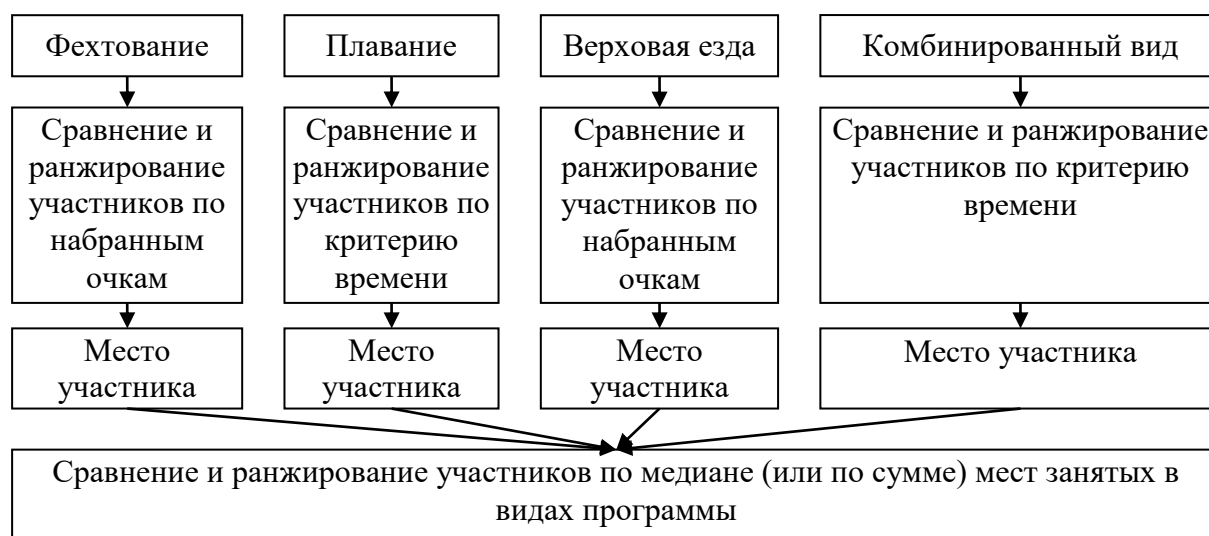 Фехтование
Плавание
Верховая езда
Комбинированный вид
Сравнение и
ранжирование
участников по
набранным
очкам
Сравнение и
ранжирование
участников по
критерию
времени
Сравнение и
ранжирование
участников по
набранным
очкам
Сравнение и ранжирование
участников по критерию
времени
Место
участника
Место
участника
Место
участника
Место участника
Сравнение и ранжирование участников по медиане (или по сумме) мест занятых в
видах программы